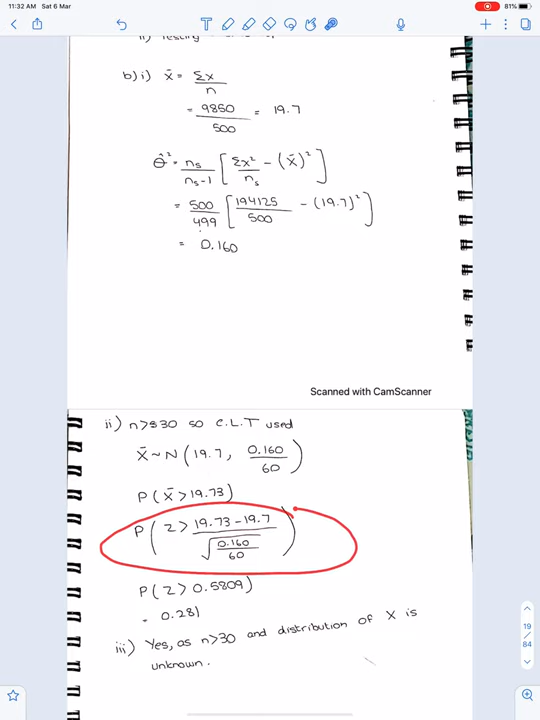 11:32 AM Sat 6 Mar
81%
b) i) x̄ = Σx
n
= 9850 = 19.7
500
σ̂² = ns [ Σx² − (x̄)² ]
ns-1 ns
= 500 [ 194125 − (19.7)² ]
499 500
= 0.160
Scanned with CamScanner
ii) n>830 so C.L.T used
X̄ ~ N ( 19.7 , 0.160 )
60
P ( x̄ > 19.73 )
P ( Z > 19.73 − 19.7 )
√ 0.160
60
P ( Z > 0.5809 )
= 0.281
iii) Yes, as n>30 and distribution of X is
unknown.
19
/
84